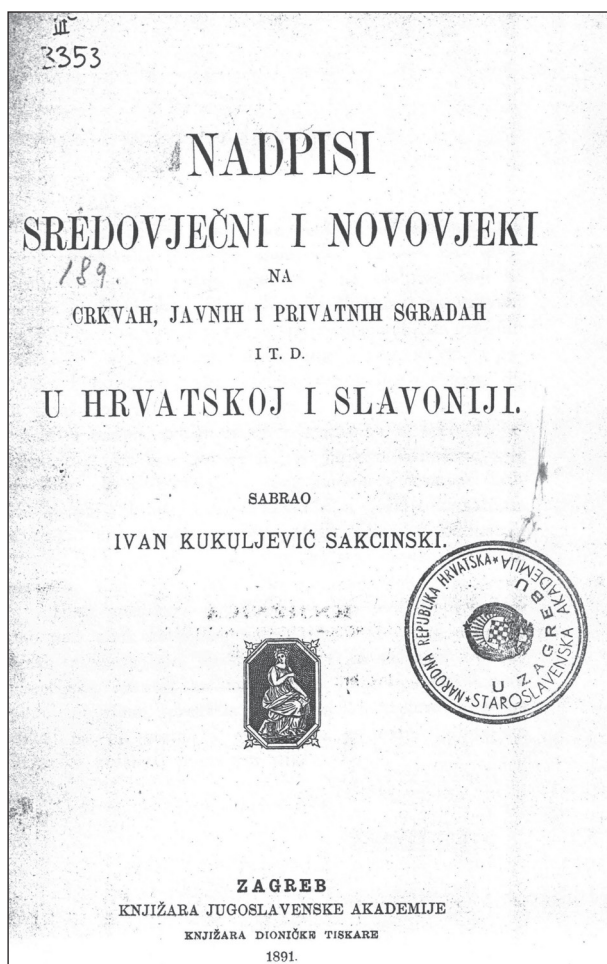 III
3353
NADPISI
SREDOVJEČNI I NOVOVJEKI
189.
NA
CRKVAH, JAVNIH I PRIVATNIH SGRADAH
I T. D.
U HRVATSKOJ I SLAVONIJI.
SABRAO
IVAN KUKULJEVIĆ SAKCINSKI.
*NARODNA REPUBLIKA HRVATSKA*
STAROSLAVENSKA AKADEMIJA
U ZAGREBU
ZAGREB
KNJIŽARA JUGOSLAVENSKE AKADEMIJE
KNJIŽARA DIONIČKE TISKARE
1891.